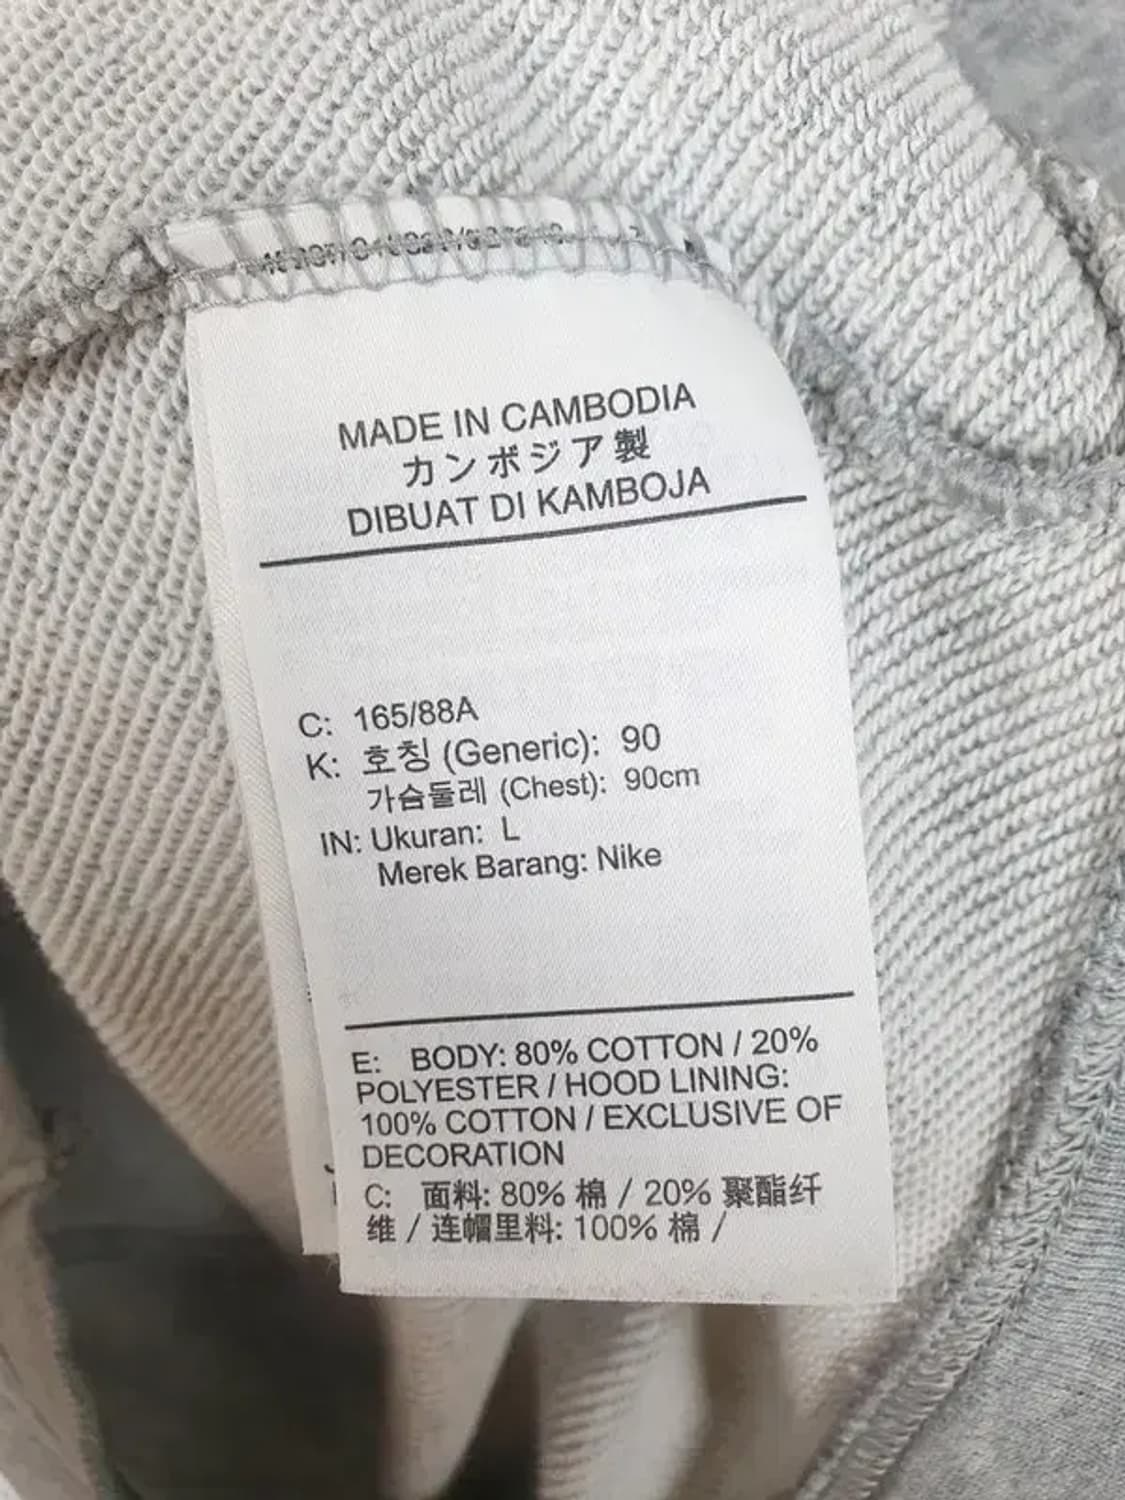 MADE IN CAMBODIA
カンボジア製
DIBUAT DI KAMBOJA
C: 165/88A
K: 호칭 (Generic): 90
가슴둘레 (Chest): 90cm
IN: Ukuran: L
Merek Barang: Nike
E: BODY: 80% COTTON / 20%
POLYESTER / HOOD LINING:
100% COTTON / EXCLUSIVE OF
DECORATION
C: 面料: 80% 棉 / 20% 聚酯纤
维 / 连帽里料: 100% 棉 /